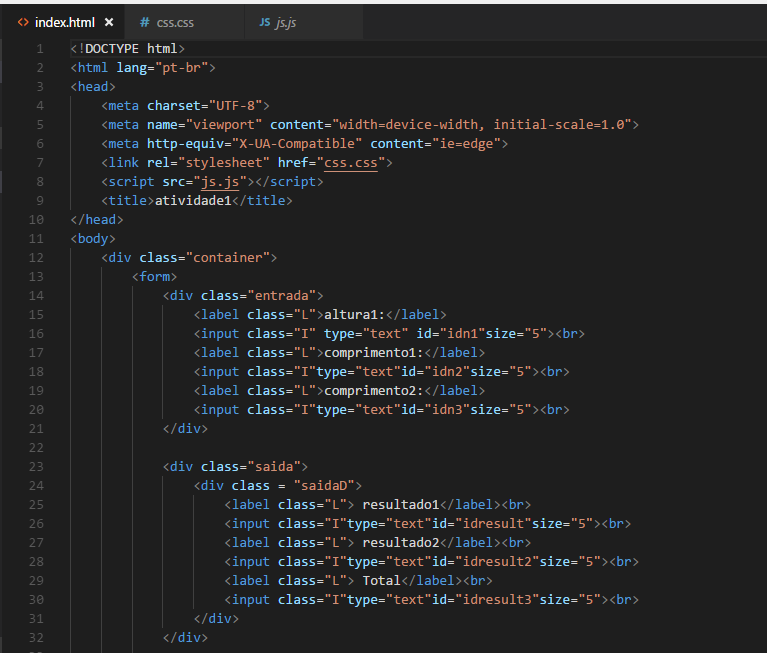 <> index.html × # css.css JS js.js
1 <!DOCTYPE html>
2 <html lang="pt-br">
3 <head>
4 <meta charset="UTF-8">
5 <meta name="viewport" content="width=device-width, initial-scale=1.0">
6 <meta http-equiv="X-UA-Compatible" content="ie=edge">
7 <link rel="stylesheet" href="css.css">
8 <script src="js.js"></script>
9 <title>atividade1</title>
10 </head>
11 <body>
12 <div class="container">
13 <form>
14 <div class="entrada">
15 <label class="L">altura1:</label>
16 <input class="I" type="text" id="idn1"size="5"><br>
17 <label class="L">comprimento1:</label>
18 <input class="I"type="text"id="idn2"size="5"><br>
19 <label class="L">comprimento2:</label>
20 <input class="I"type="text"id="idn3"size="5"><br>
21 </div>
22
23 <div class="saida">
24 <div class = "saidaD">
25 <label class="L"> resultado1</label><br>
26 <input class="I"type="text"id="idresult"size="5"><br>
27 <label class="L"> resultado2</label><br>
28 <input class="I"type="text"id="idresult2"size="5"><br>
29 <label class="L"> Total</label><br>
30 <input class="I"type="text"id="idresult3"size="5"><br>
31 </div>
32 </div>